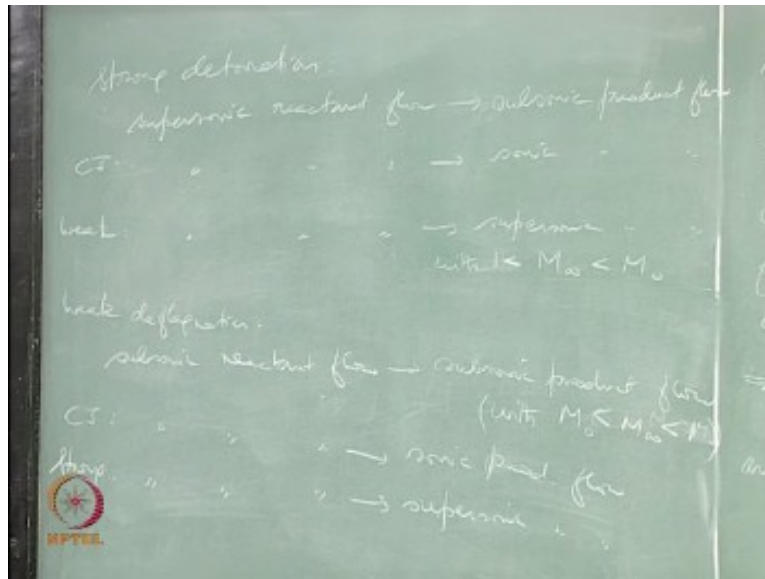 Strong detonation:
supersonic reactant flow → subsonic product flow
CJ: " " " → sonic " "
Weak: " " " → supersonic " "
with 1 < M∞ < M₀
Weak deflagration:
subsonic reactant flow → subsonic product flow
(with M₀ < M∞ < 1)
CJ: " " " → sonic prod. flow
Strong: " " " → supersonic " "
NPTEL